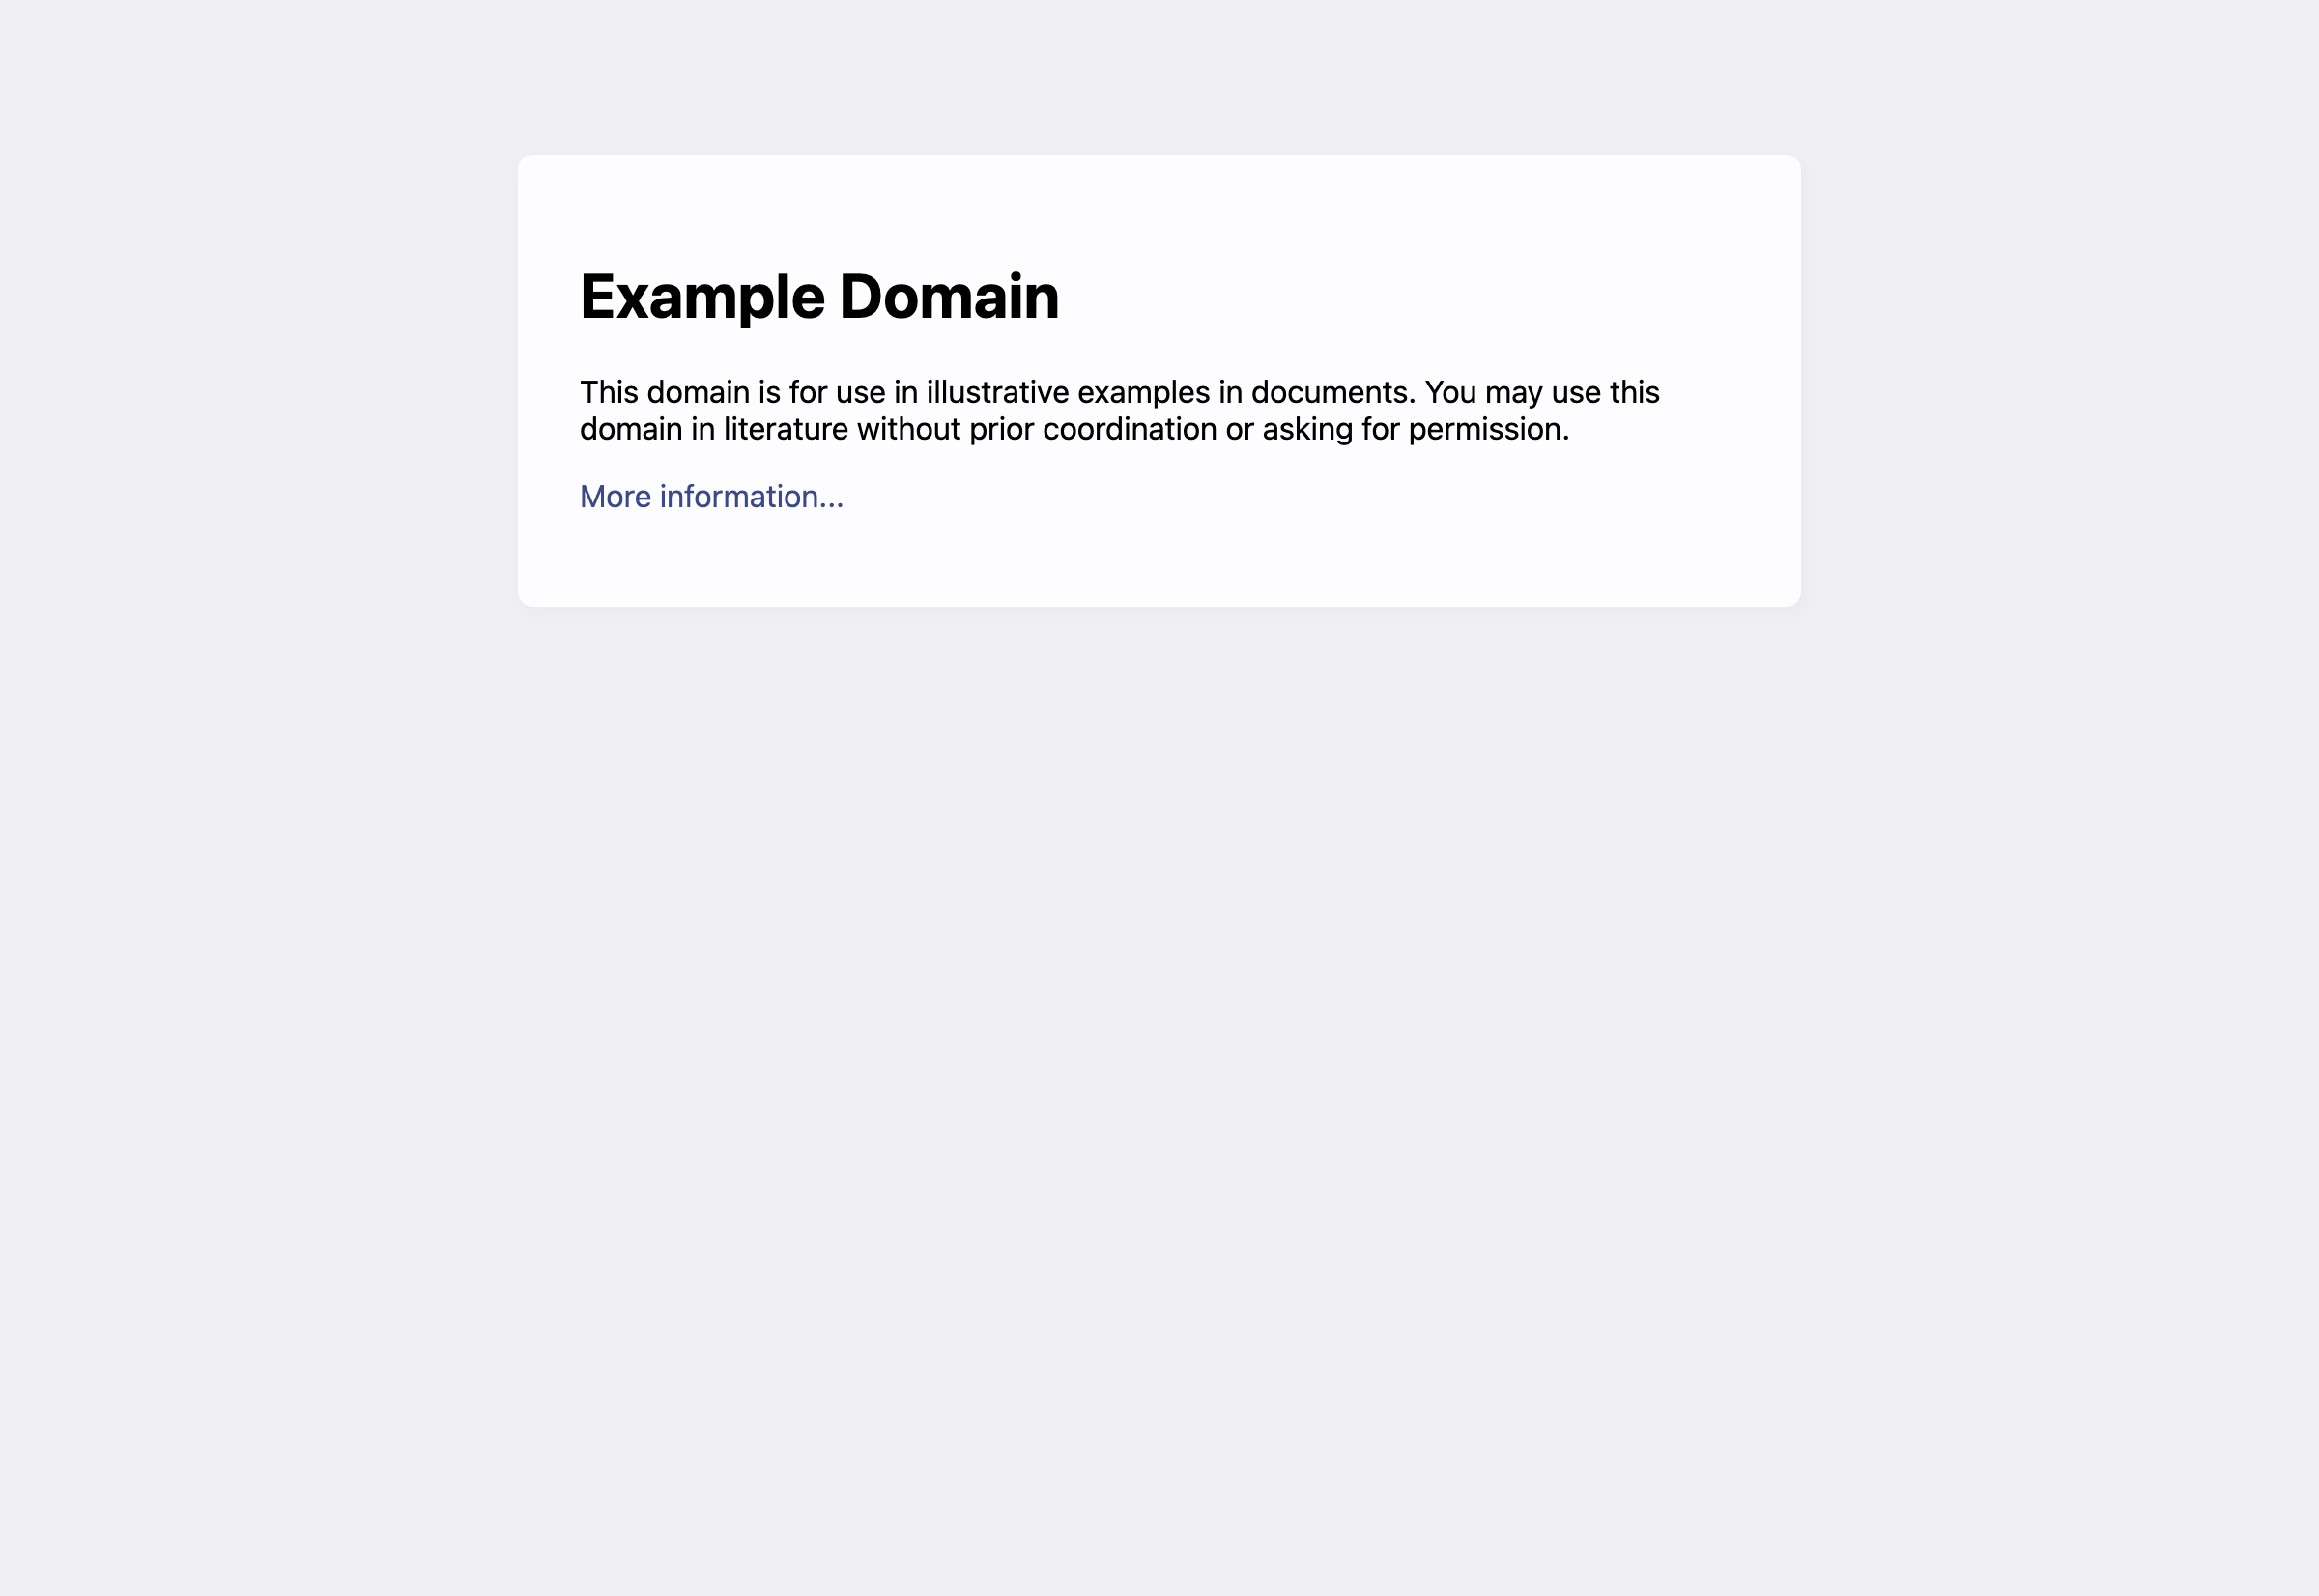 Example Domain
This domain is for use in illustrative examples in documents. You may use this
domain in literature without prior coordination or asking for permission.
More information...